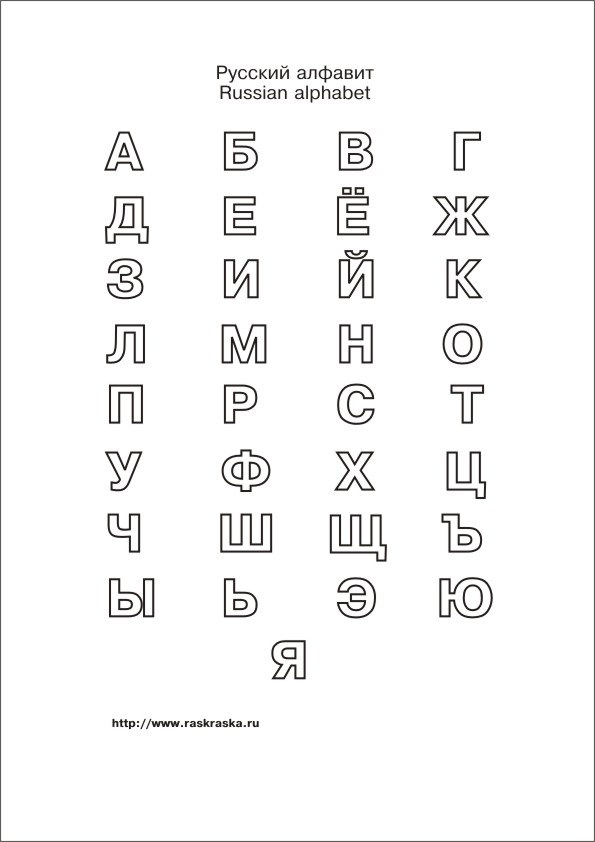 Русский алфавит
Russian alphabet
А Б В Г
Д Е Ё Ж
З И Й К
Л М Н О
П Р С Т
У Ф Х Ц
Ч Ш Щ Ъ
Ы Ь Э Ю
Я
http://www.raskraska.ru